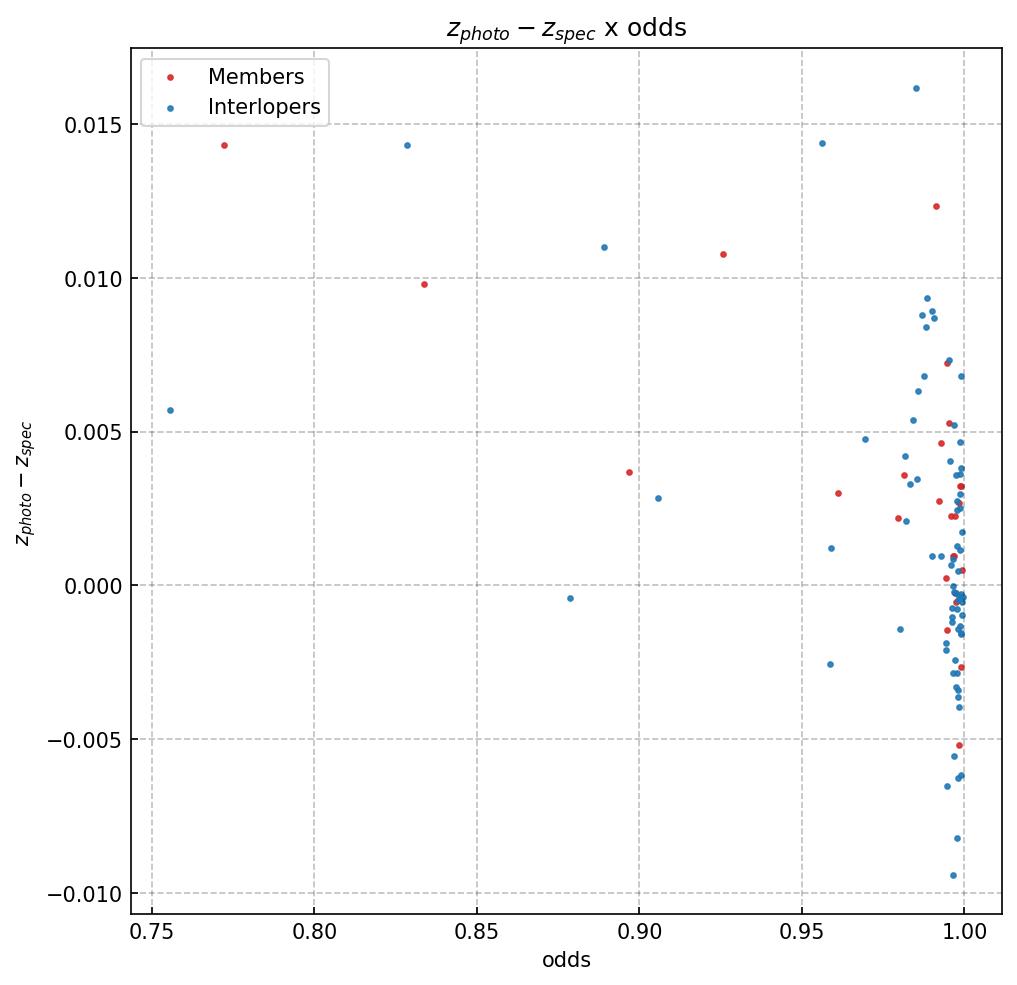 z_photo − z_spec x odds
Members
Interlopers
0.015
0.010
0.005
0.000
−0.005
−0.010
z_photo − z_spec
0.75 0.80 0.85 0.90 0.95 1.00
odds